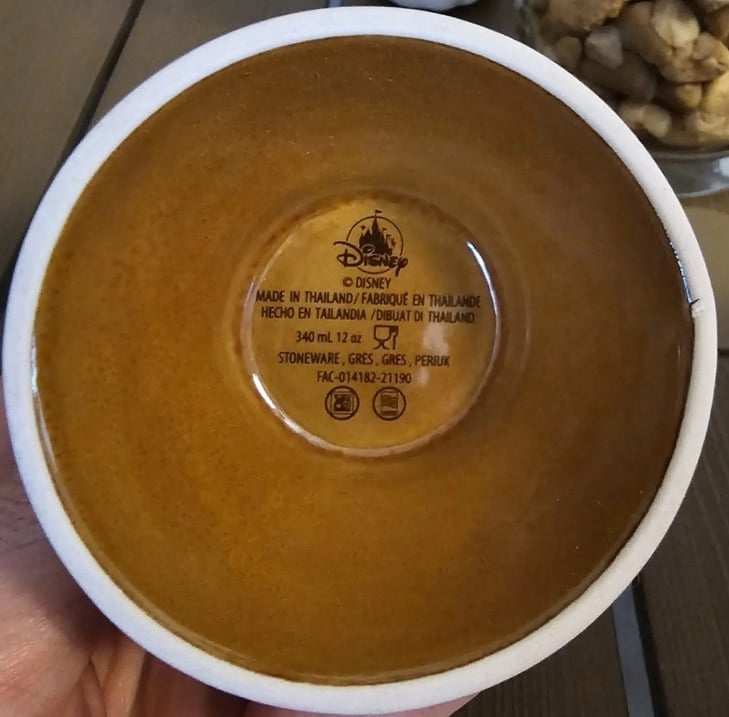 Disney
© DISNEY
MADE IN THAILAND / FABRIQUÉ EN THAÏLANDE
HECHO EN TAILANDIA / DIBUAT DI THAILAND
340 mL 12 oz
STONEWARE, GRÈS, GRES, PERIUK
FAC-014182-21190